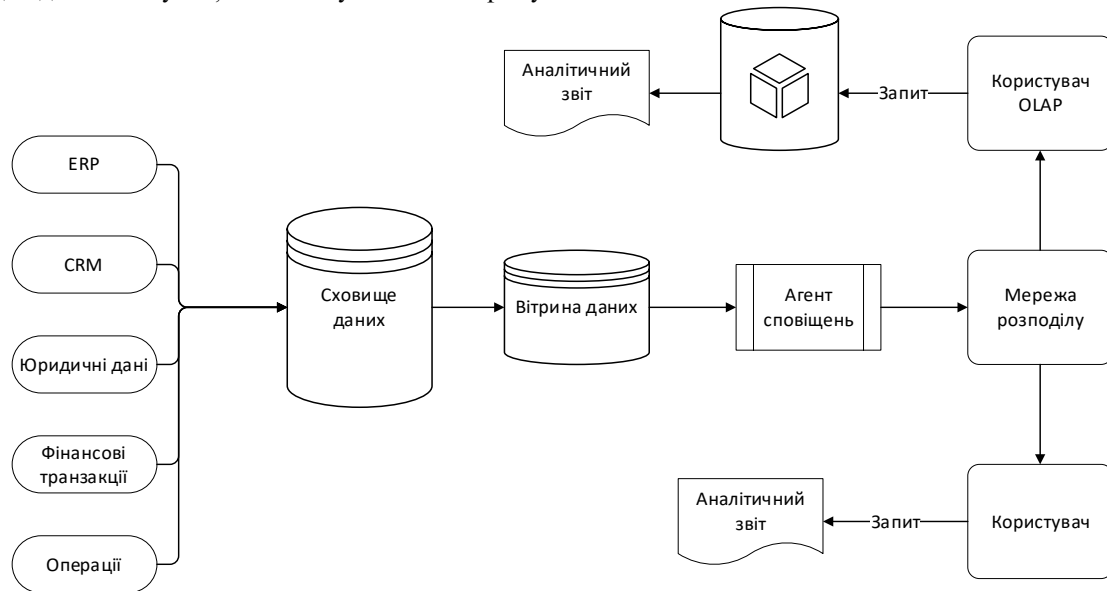 Аналітичний
звіт
Запит
Користувач
OLAP
ERP
CRM
Юридичні дані
Фінансові
транзакції
Операції
Сховище
даних
Вітрина даних
Агент
сповіщень
Мережа
розподілу
Аналітичний
звіт
Запит
Користувач